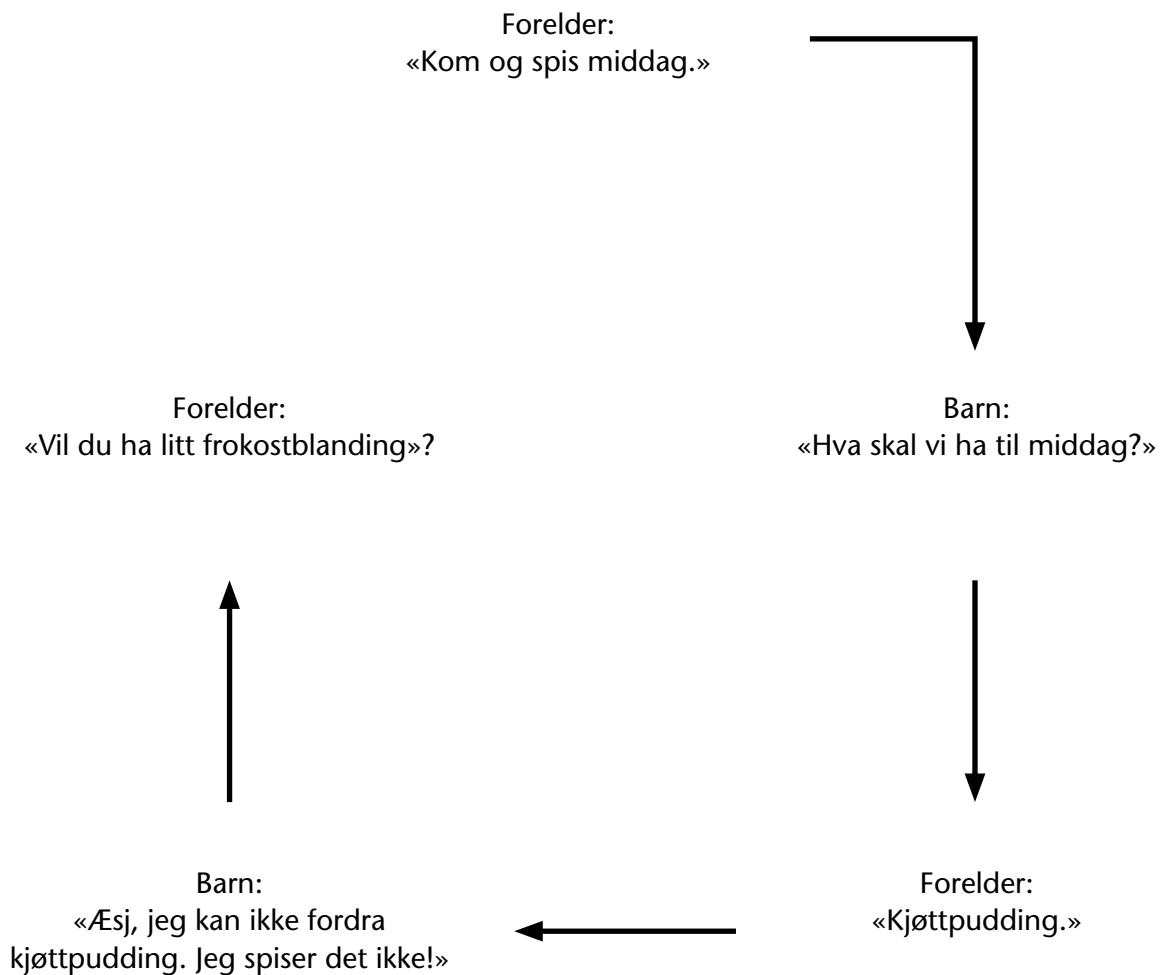 Forelder:
«Kom og spis middag.»
Barn:
«Hva skal vi ha til middag?»
Forelder:
«Kjøttpudding.»
Barn:
«Æsj, jeg kan ikke fordra
kjøttpudding. Jeg spiser det ikke!»
Forelder:
«Vil du ha litt frokostblanding»?